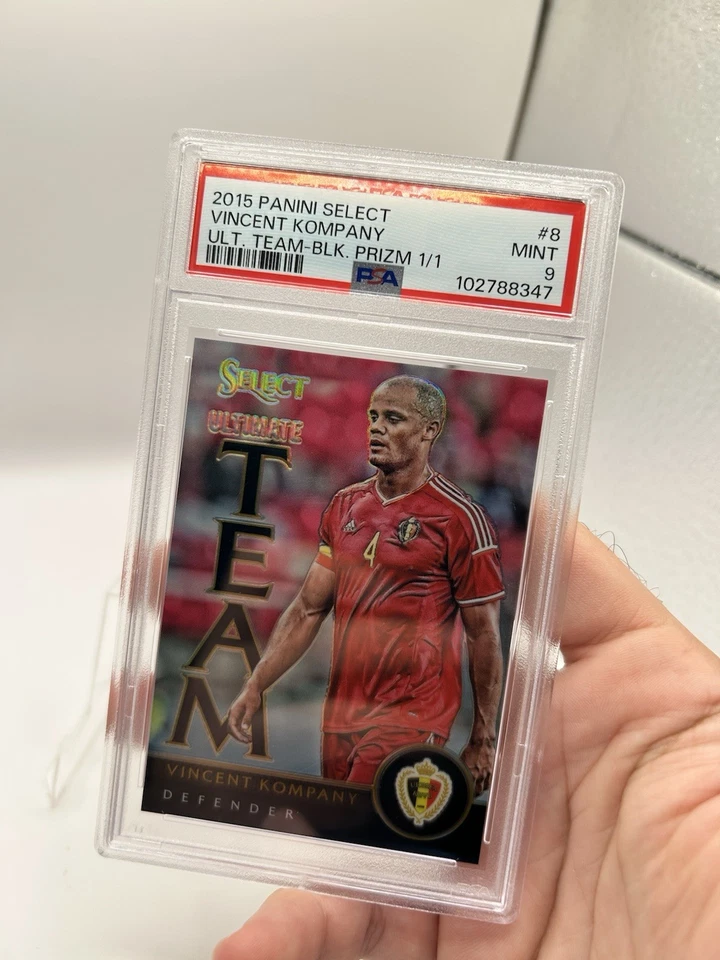 2015 PANINI SELECT #8
VINCENT KOMPANY MINT
ULT. TEAM-BLK. PRIZM 1/1 9
PSA 102788347
SELECT
ULTIMATE
TEAM
4
VINCENT KOMPANY
DEFENDER